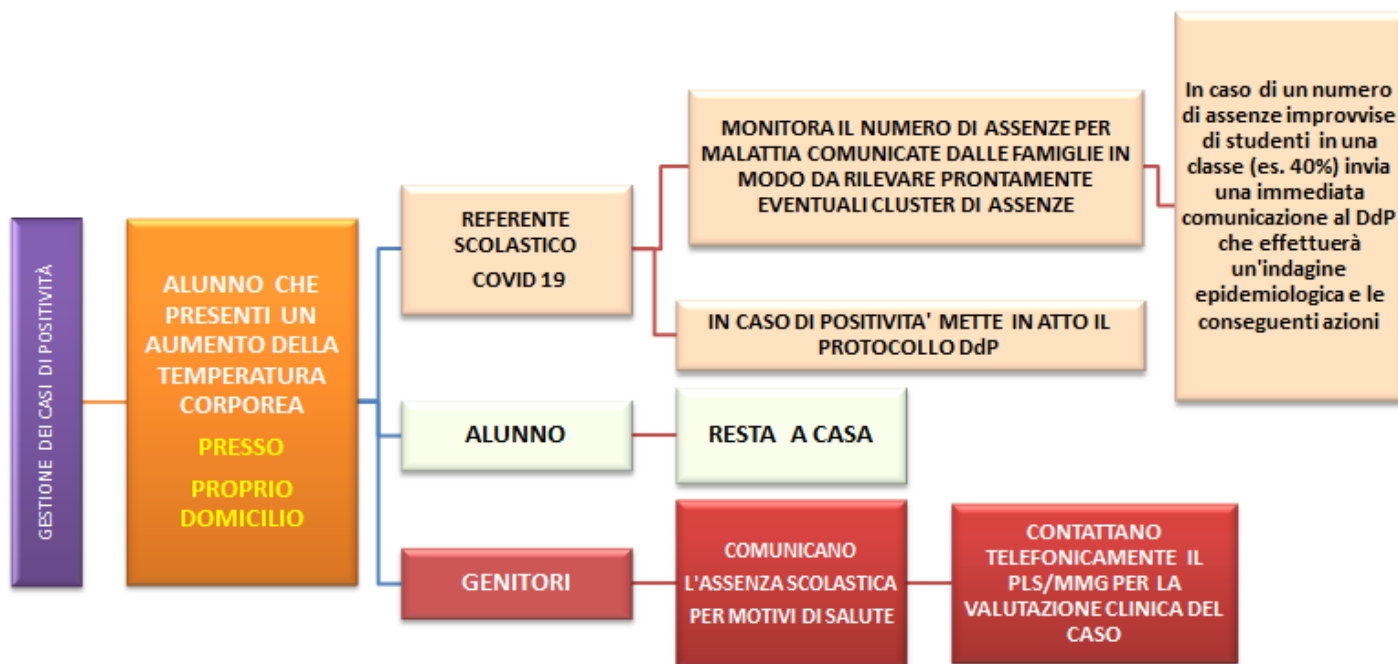 GESTIONE DEI CASI DI POSITIVITÀ
ALUNNO CHE
PRESENTI UN
AUMENTO DELLA
TEMPERATURA
CORPOREA
PRESSO
PROPRIO
DOMICILIO
REFERENTE
SCOLASTICO
COVID 19
MONITORA IL NUMERO DI ASSENZE PER
MALATTIA COMUNICATE DALLE FAMIGLIE IN
MODO DA RILEVARE PRONTAMENTE
EVENTUALI CLUSTER DI ASSENZE
In caso di un numero
di assenze improvvise
di studenti in una
classe (es. 40%) invia
una immediata
comunicazione al DdP
che effettuerà
un'indagine
epidemiologica e le
conseguenti azioni
IN CASO DI POSITIVITA' METTE IN ATTO IL
PROTOCOLLO DdP
ALUNNO
RESTA A CASA
GENITORI
COMUNICANO
L'ASSENZA SCOLASTICA
PER MOTIVI DI SALUTE
CONTATTANO
TELEFONICAMENTE IL
PLS/MMG PER LA
VALUTAZIONE CLINICA DEL
CASO